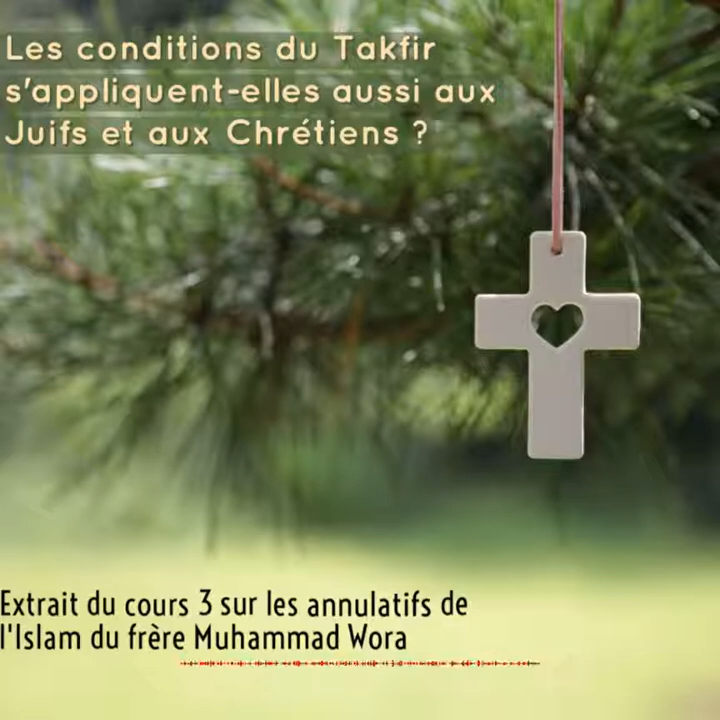 Les conditions du Takfir
s'appliquent-elles aussi aux
Juifs et aux Chrétiens ?
Extrait du cours 3 sur les annulatifs de
l'Islam du frère Muhammad Wora